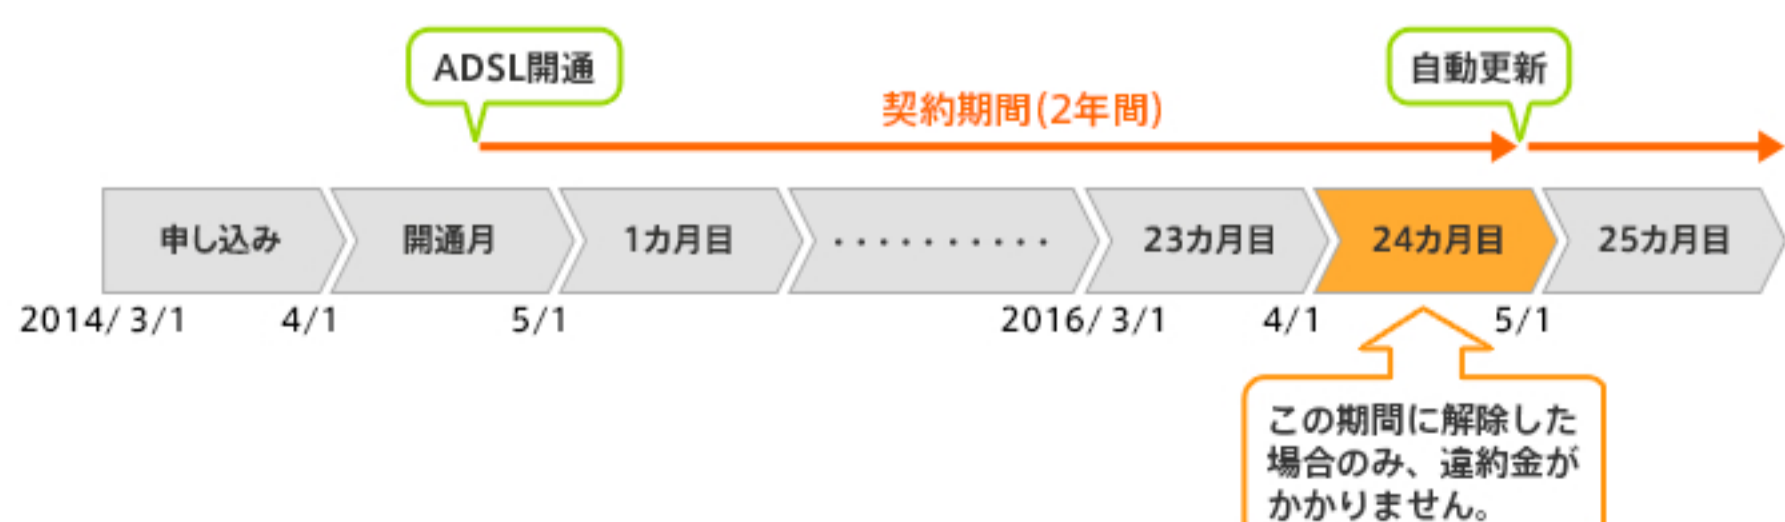 ADSL開通
自動更新
契約期間(2年間)
申し込み
開通月
1カ月目
・・・・・・・・・・
23カ月目
24カ月目
25カ月目
2014/ 3/1
4/1
5/1
2016/ 3/1
4/1
5/1
この期間に解除した
場合のみ、違約金が
かかりません。